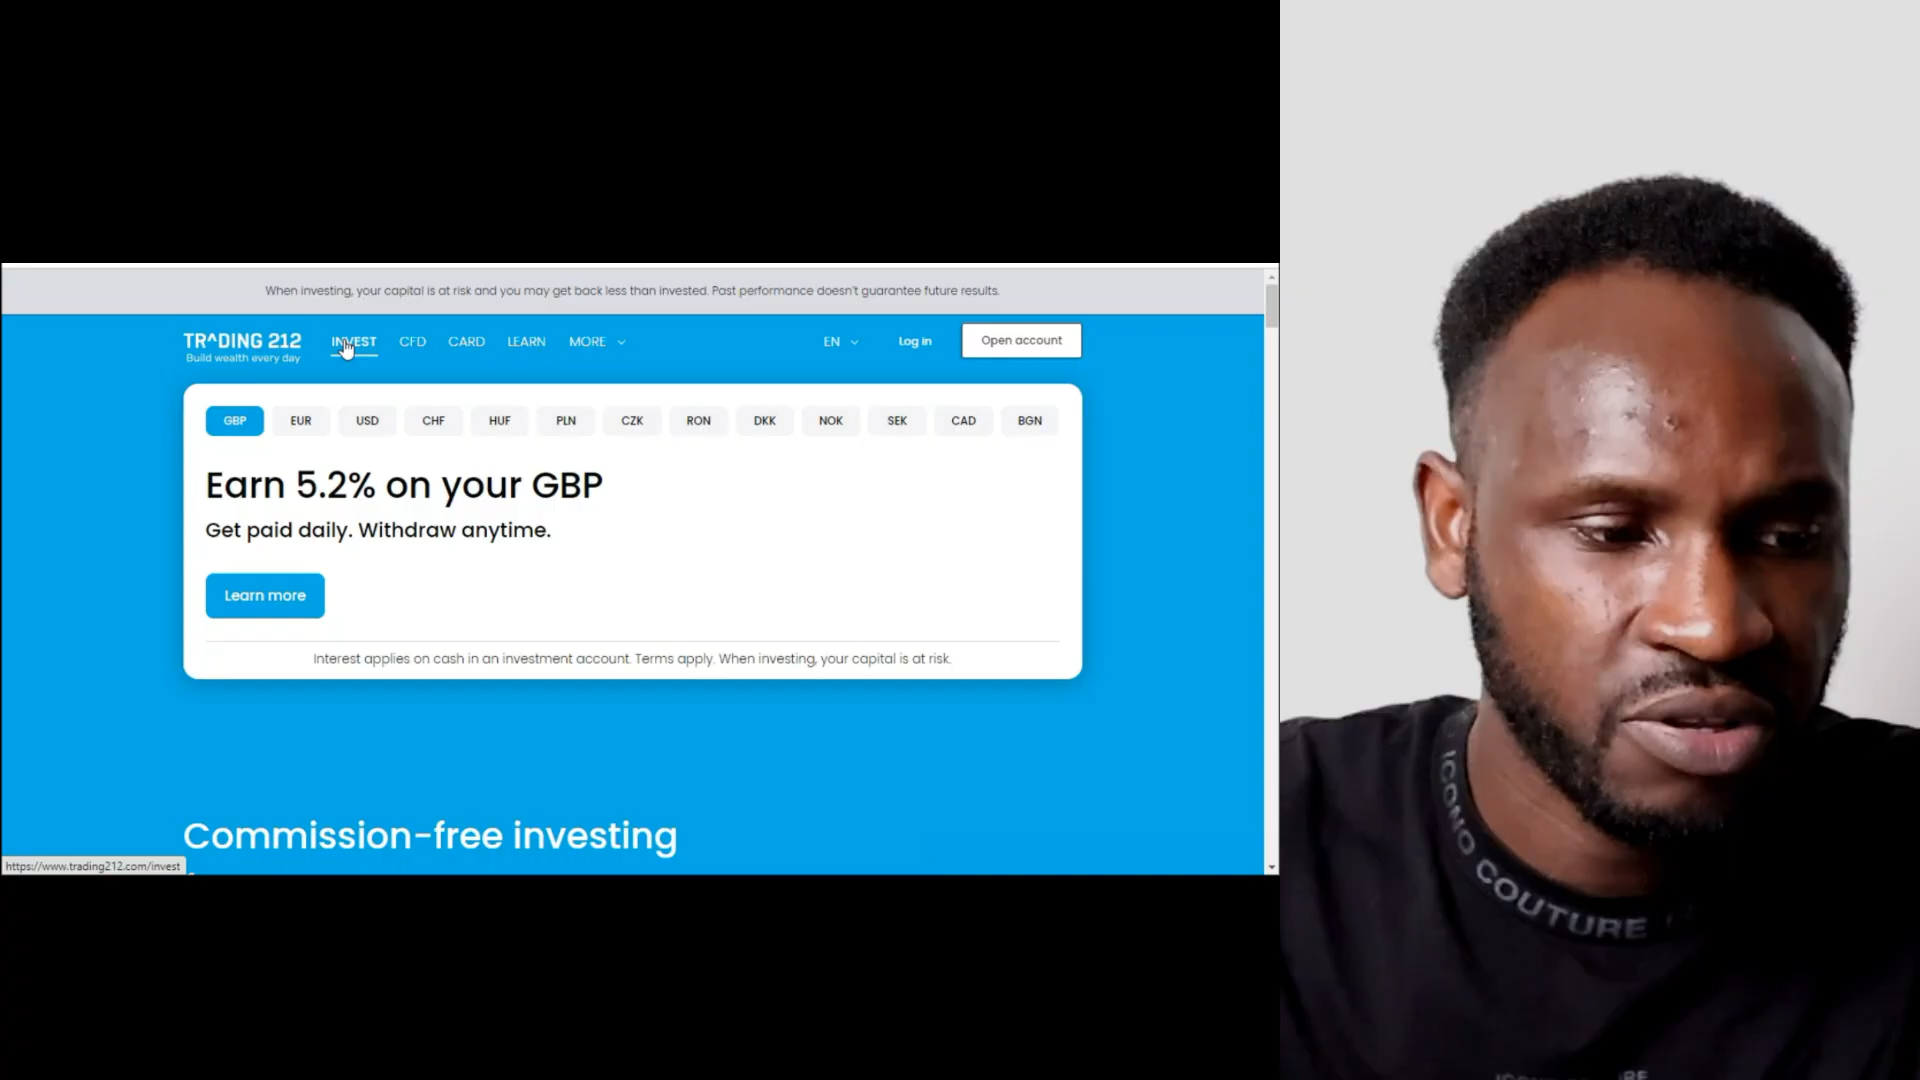 When investing, your capital is at risk and you may get back less than invested. Past performance doesn't guarantee future results.
TR^DING 212 INVEST CFD CARD LEARN MORE EN Log in Open account
Build wealth every day
GBP EUR USD CHF HUF PLN CZK RON DKK NOK SEK CAD BGN
Earn 5.2% on your GBP
Get paid daily. Withdraw anytime.
Learn more
Interest applies on cash in an investment account. Terms apply. When investing, your capital is at risk.
Commission-free investing
https://www.trading212.com/invest
ICONO COUTURE